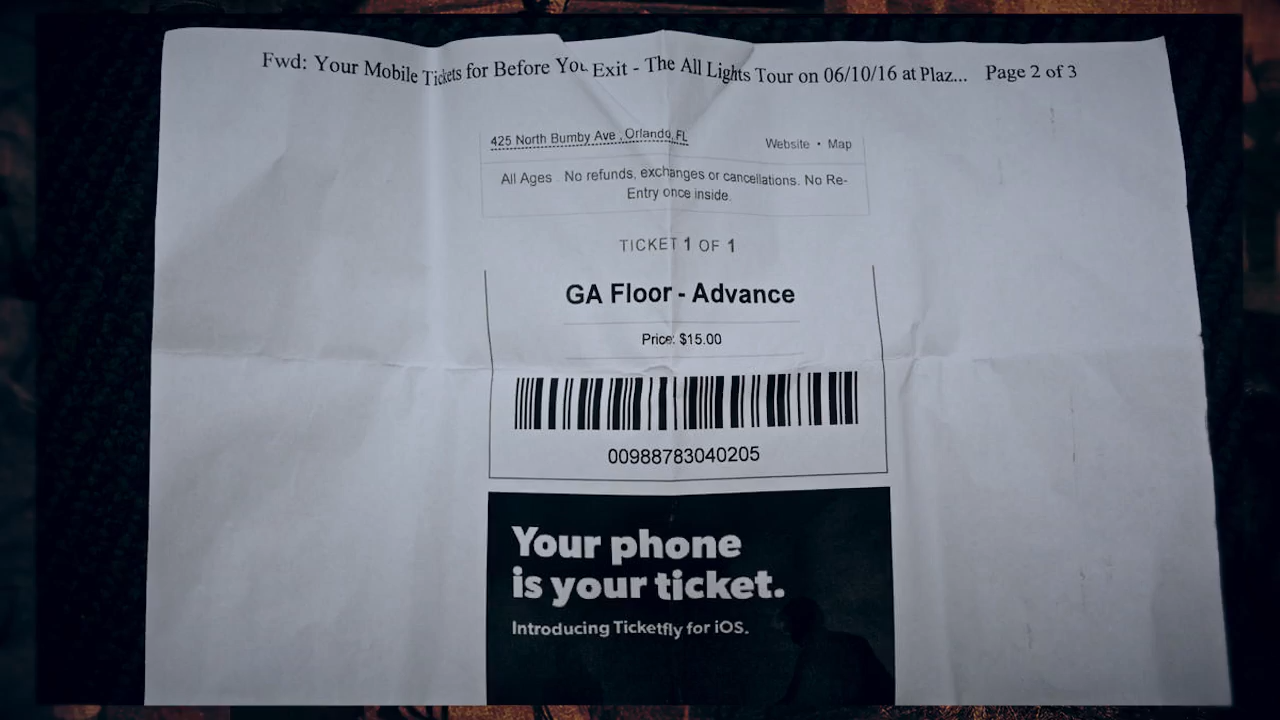 Fwd: Your Mobile Tickets for Before You Exit - The All Lights Tour on 06/10/16 at Plaz... Page 2 of 3
425 North Bumby Ave , Orlando, FL Website • Map
All Ages No refunds, exchanges or cancellations. No Re-
Entry once inside.
TICKET 1 OF 1
GA Floor - Advance
Price: $15.00
00988783040205
Your phone
is your ticket.
Introducing Ticketfly for iOS.